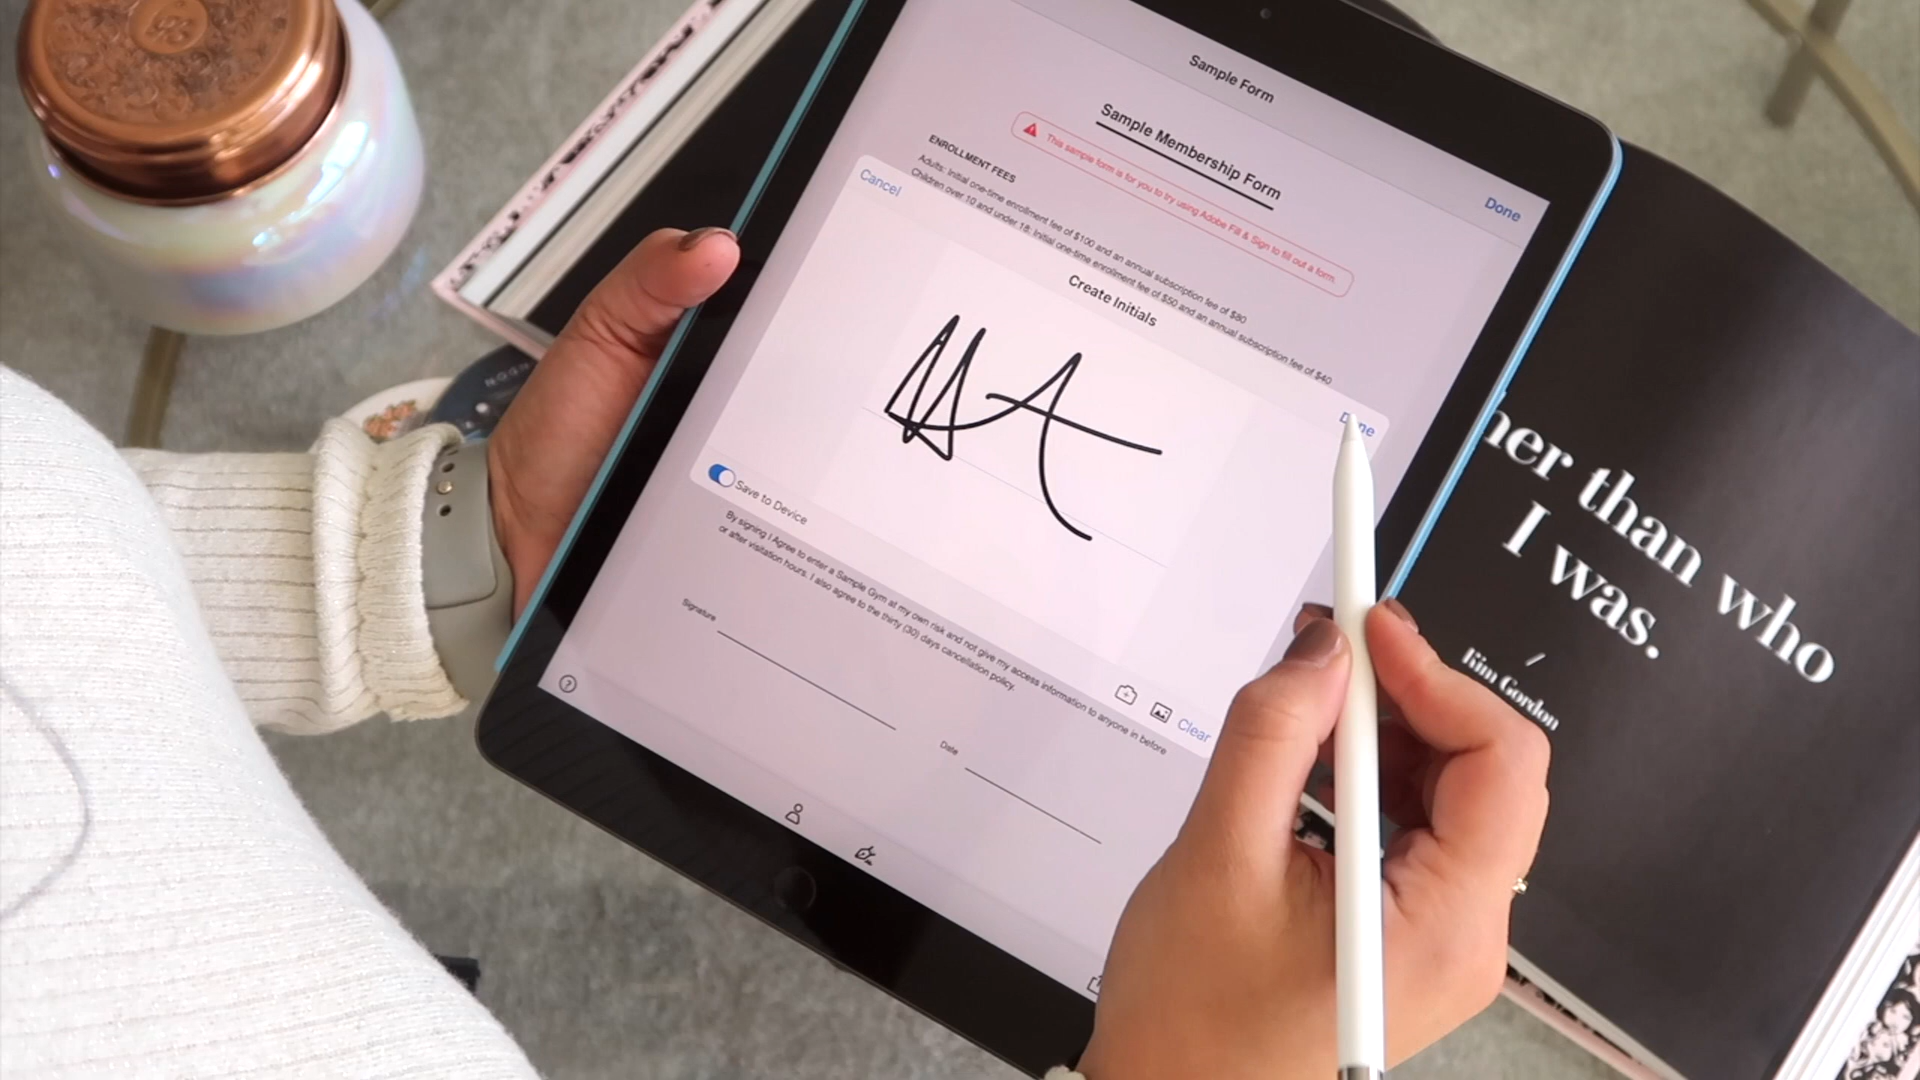 Sample Form
Done
Sample Membership Form
This sample form is for you to try using Adobe Fill & Sign to fill out a form.
ENROLLMENT FEES
Adults: Initial one-time enrollment fee of $100 and an annual subscription fee of $80
Children over 10 and under 18: Initial one-time enrollment fee of $50 and an annual subscription fee of $40
Cancel
Create Initials
Done
Save to Device
Clear
By signing I Agree to enter a Sample Gym at my own risk and not give my access information to anyone in before
or after visitation hours. I also agree to the thirty (30) days cancellation policy.
Signature
Date
than who
I was.
/
Kim Gordon